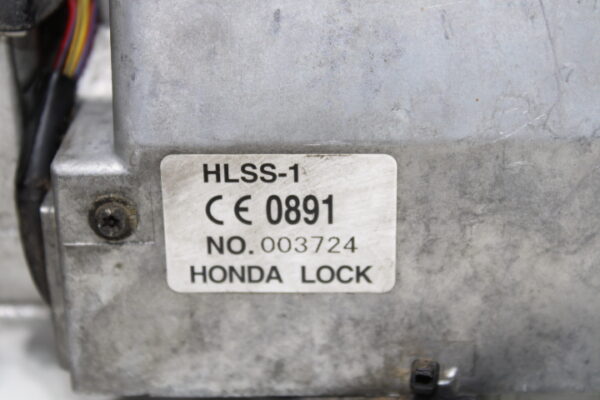 HLSS-1
CE 0891
NO. 003724
HONDA LOCK